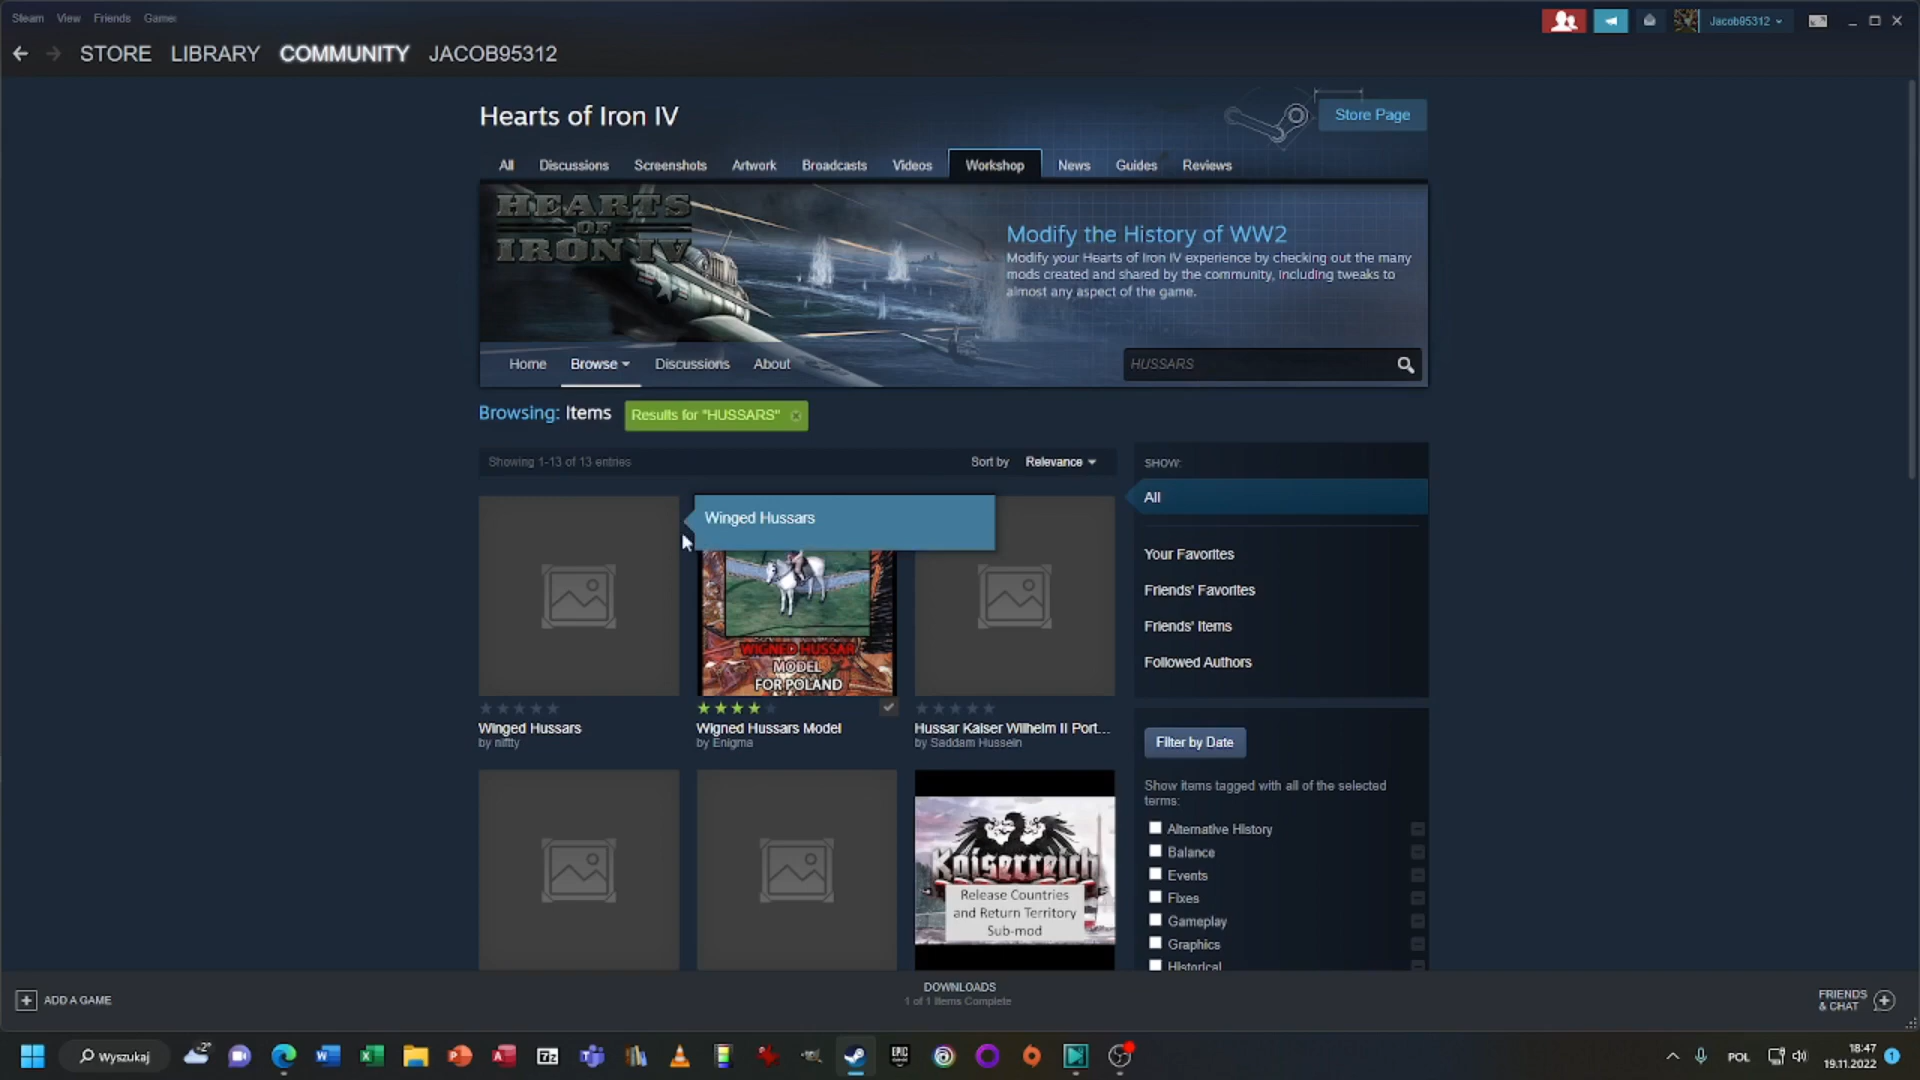 Steam View Friends Games
Jacob95312
STORE LIBRARY COMMUNITY JACOB95312
Hearts of Iron IV
Store Page
All Discussions Screenshots Artwork Broadcasts Videos Workshop News Guides Reviews
HEARTS
OF
IRON IV
Modify the History of WW2
Modify your Hearts of Iron IV experience by checking out the many
mods created and shared by the community, including tweaks to
almost any aspect of the game.
Home Browse Discussions About
HUSSARS
Browsing: Items Results for "HUSSARS"
Showing 1-13 of 13 entries
Sort by Relevance
Winged Hussars
WIGNED HUSSAR
MODEL
FOR POLAND
Winged Hussars
by niftty
Wigned Hussars Model
by Enigma
Hussar Kaiser Wilhelm II Port...
by Saddam Hussein
Kaiserreich
Release Countries
and Return Territory
Sub-mod
SHOW:
All
Your Favorites
Friends' Favorites
Friends' Items
Followed Authors
Filter by Date
Show items tagged with all of the selected
terms:
Alternative History
Balance
Events
Fixes
Gameplay
Graphics
Historical
ADD A GAME
DOWNLOADS
1 of 1 Items Complete
FRIENDS
& CHAT
Wyszukaj
-2°
7z
EPIC
POL
18:47
19.11.2022
1